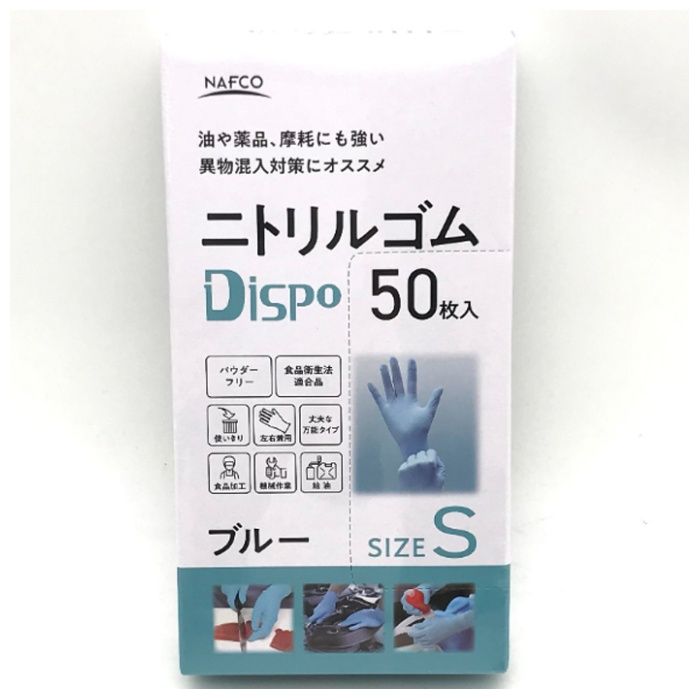 NAFCO
油や薬品、摩耗にも強い
異物混入対策にオススメ
ニトリルゴム
Dispo
50枚入
パウダー
フリー
食品衛生法
適合品
使いきり
左右兼用
丈夫な
万能タイプ
食品加工
機械作業
給油
ブルー
SIZE S